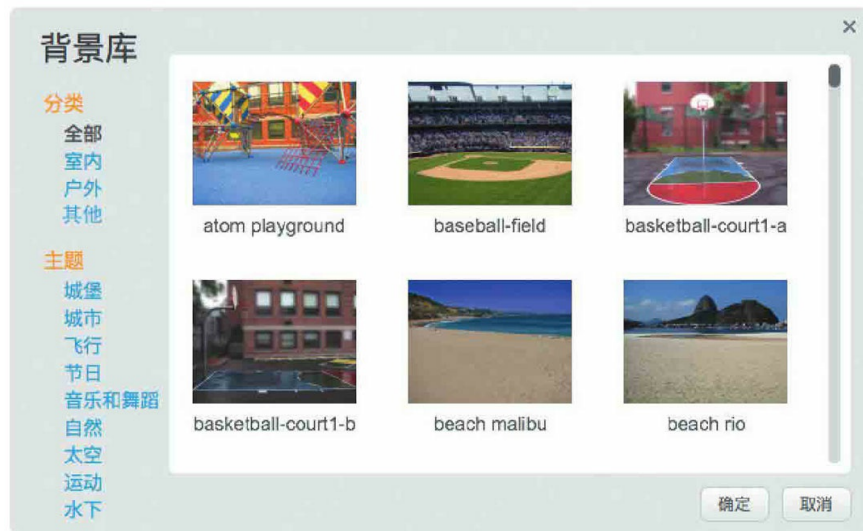 背景库
×
分类
全部
室内
户外
其他
主题
城堡
城市
飞行
节日
音乐和舞蹈
自然
太空
运动
水下
atom playground
baseball-field
basketball-court1-a
basketball-court1-b
beach malibu
beach rio
确定
取消